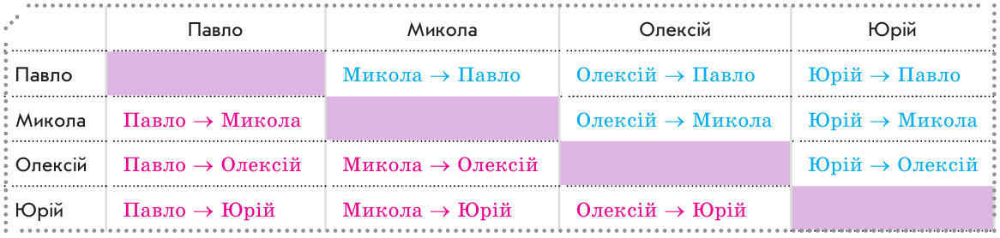 Павло Микола Олексій Юрій
Павло Микола → Павло Олексій → Павло Юрій → Павло
Микола Павло → Микола Олексій → Микола Юрій → Микола
Олексій Павло → Олексій Микола → Олексій Юрій → Олексій
Юрій Павло → Юрій Микола → Юрій Олексій → Юрій